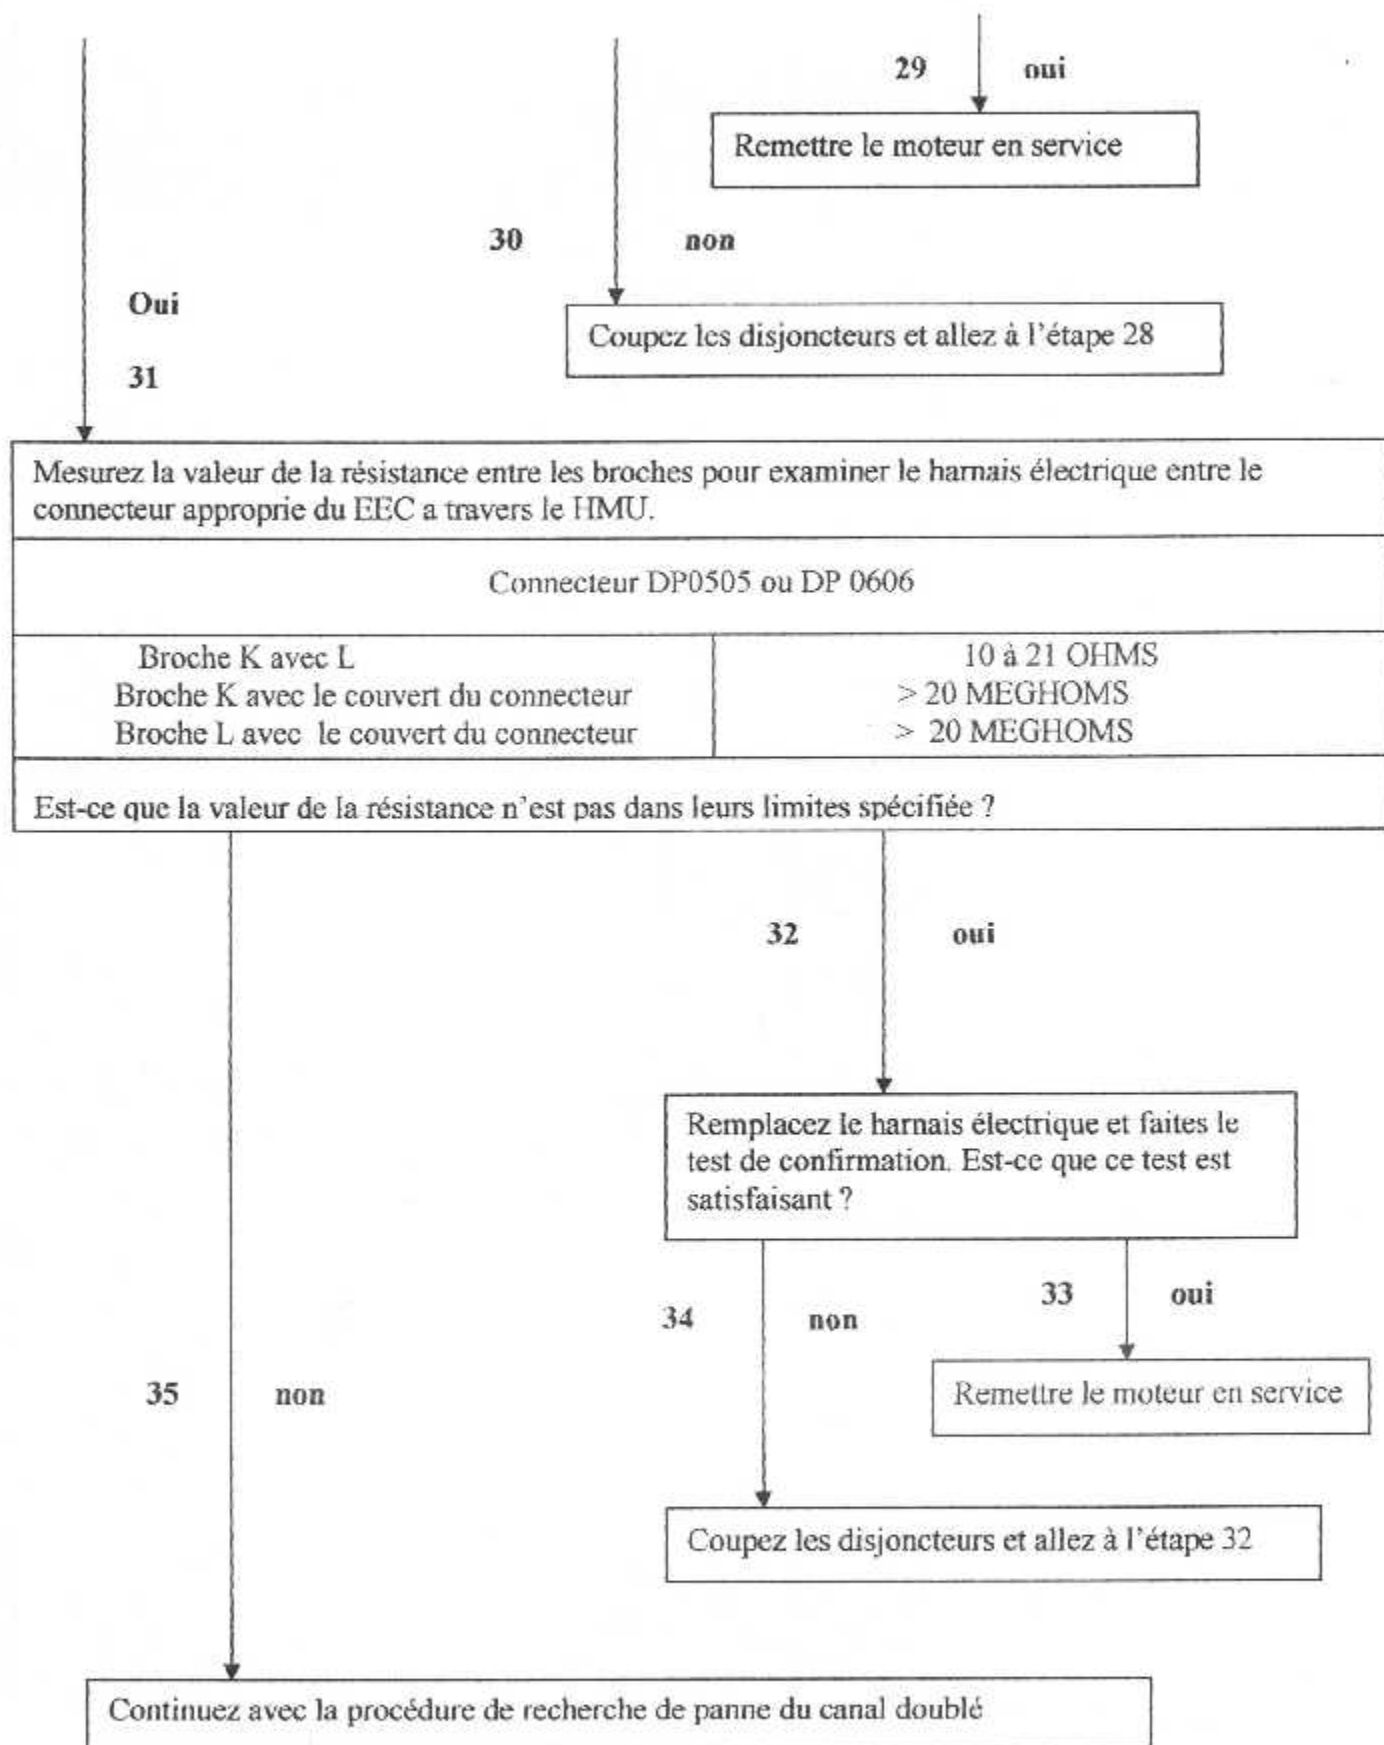 29 oui
Remettre le moteur en service
30 non
Oui
Coupez les disjoncteurs et allez à l'étape 28
31
Mesurez la valeur de la résistance entre les broches pour examiner le harnais électrique entre le
connecteur approprie du EEC a travers le HMU.
Connecteur DP0505 ou DP 0606
Broche K avec L 10 à 21 OHMS
Broche K avec le couvert du connecteur > 20 MEGHOMS
Broche L avec le couvert du connecteur > 20 MEGHOMS
Est-ce que la valeur de la résistance n'est pas dans leurs limites spécifiée ?
32 oui
Remplacez le harnais électrique et faites le
test de confirmation. Est-ce que ce test est
satisfaisant ?
33 oui
34 non
Remettre le moteur en service
35 non
Coupez les disjoncteurs et allez à l'étape 32
Continuez avec la procédure de recherche de panne du canal doublé